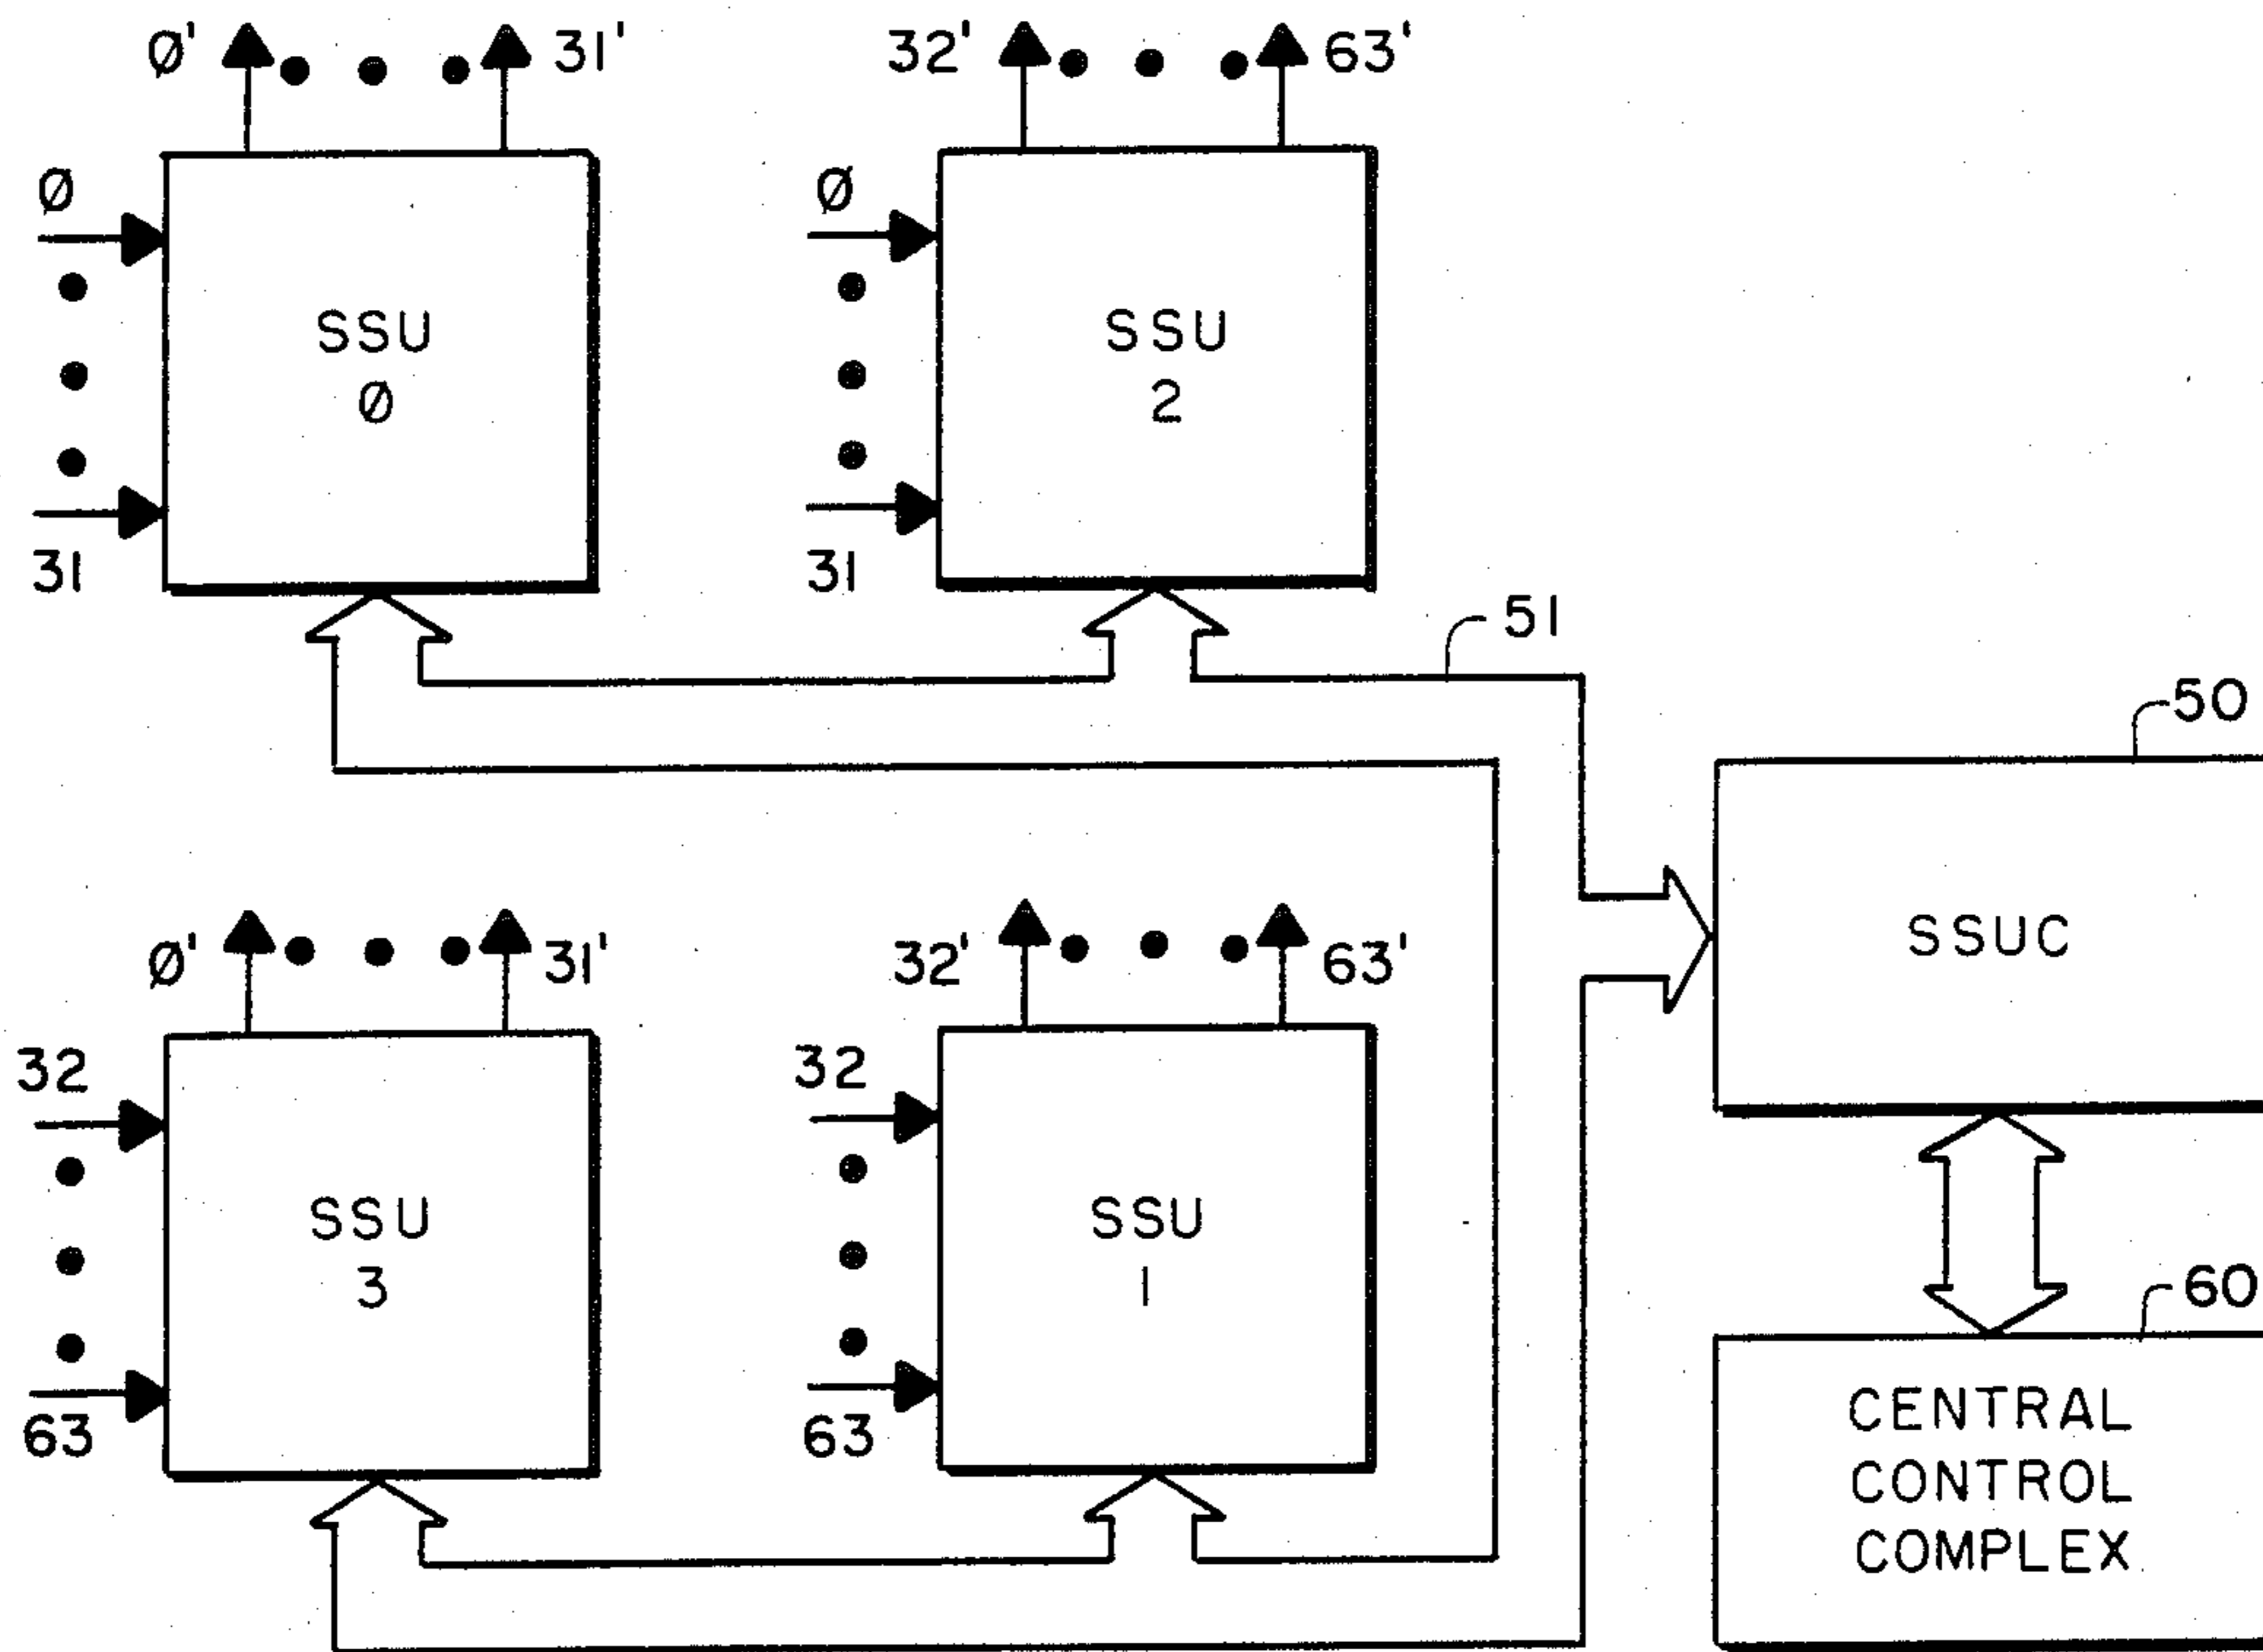 Ø' 31' 32' 63'
Ø Ø
SSU
Ø
SSU
2
31 31
51
50
SSUC
Ø' 31' 32' 63'
32 32
SSU
3
SSU
1
63 63
60
CENTRAL
CONTROL
COMPLEX